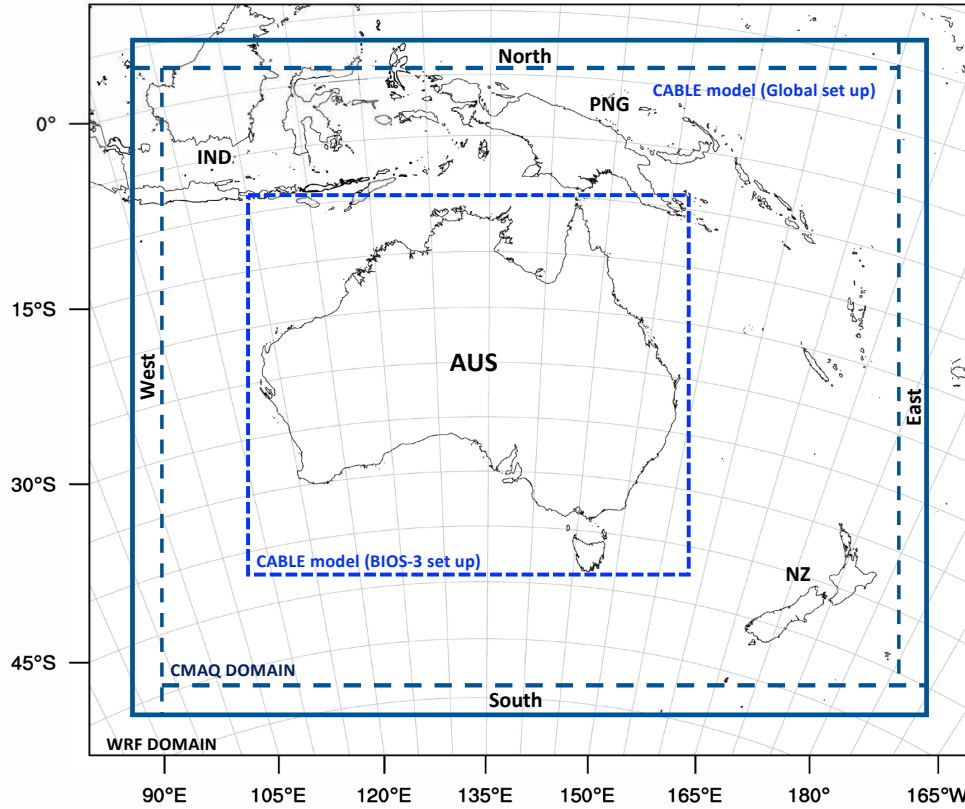 North
CABLE model (Global set up)
PNG
0°
IND
15°S
AUS
West
East
30°S
CABLE model (BIOS-3 set up)
NZ
45°S
CMAQ DOMAIN
South
WRF DOMAIN
90°E 105°E 120°E 135°E 150°E 165°E 180° 165°W